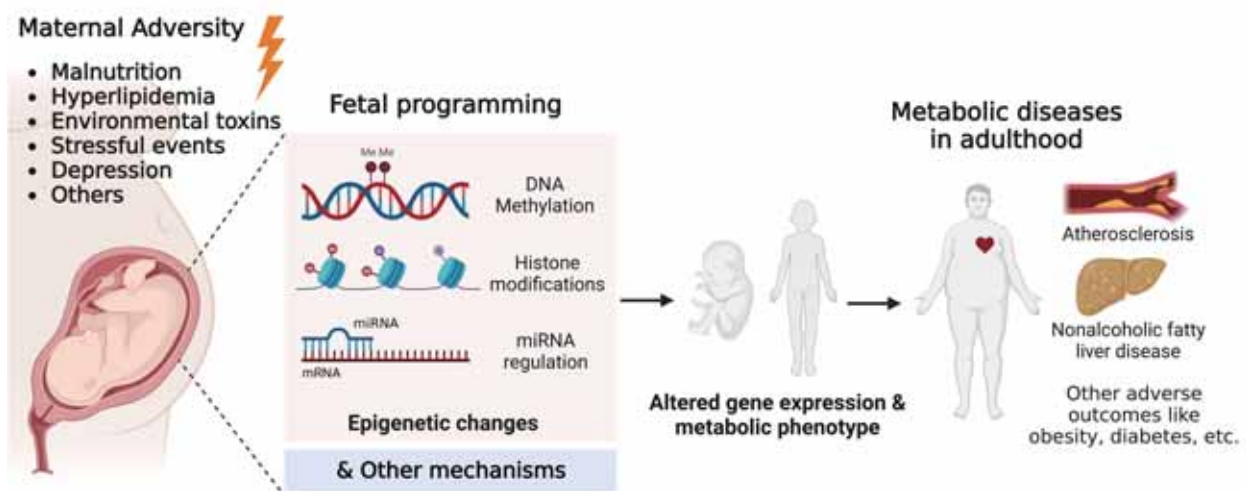 Maternal Adversity
• Malnutrition
• Hyperlipidemia
• Environmental toxins
• Stressful events
• Depression
• Others
Fetal programming
Me Me
DNA
Methylation
Histone
modifications
miRNA
mRNA
miRNA
regulation
Epigenetic changes
& Other mechanisms
Altered gene expression &
metabolic phenotype
Metabolic diseases
in adulthood
Atherosclerosis
Nonalcoholic fatty
liver disease
Other adverse
outcomes like
obesity, diabetes, etc.